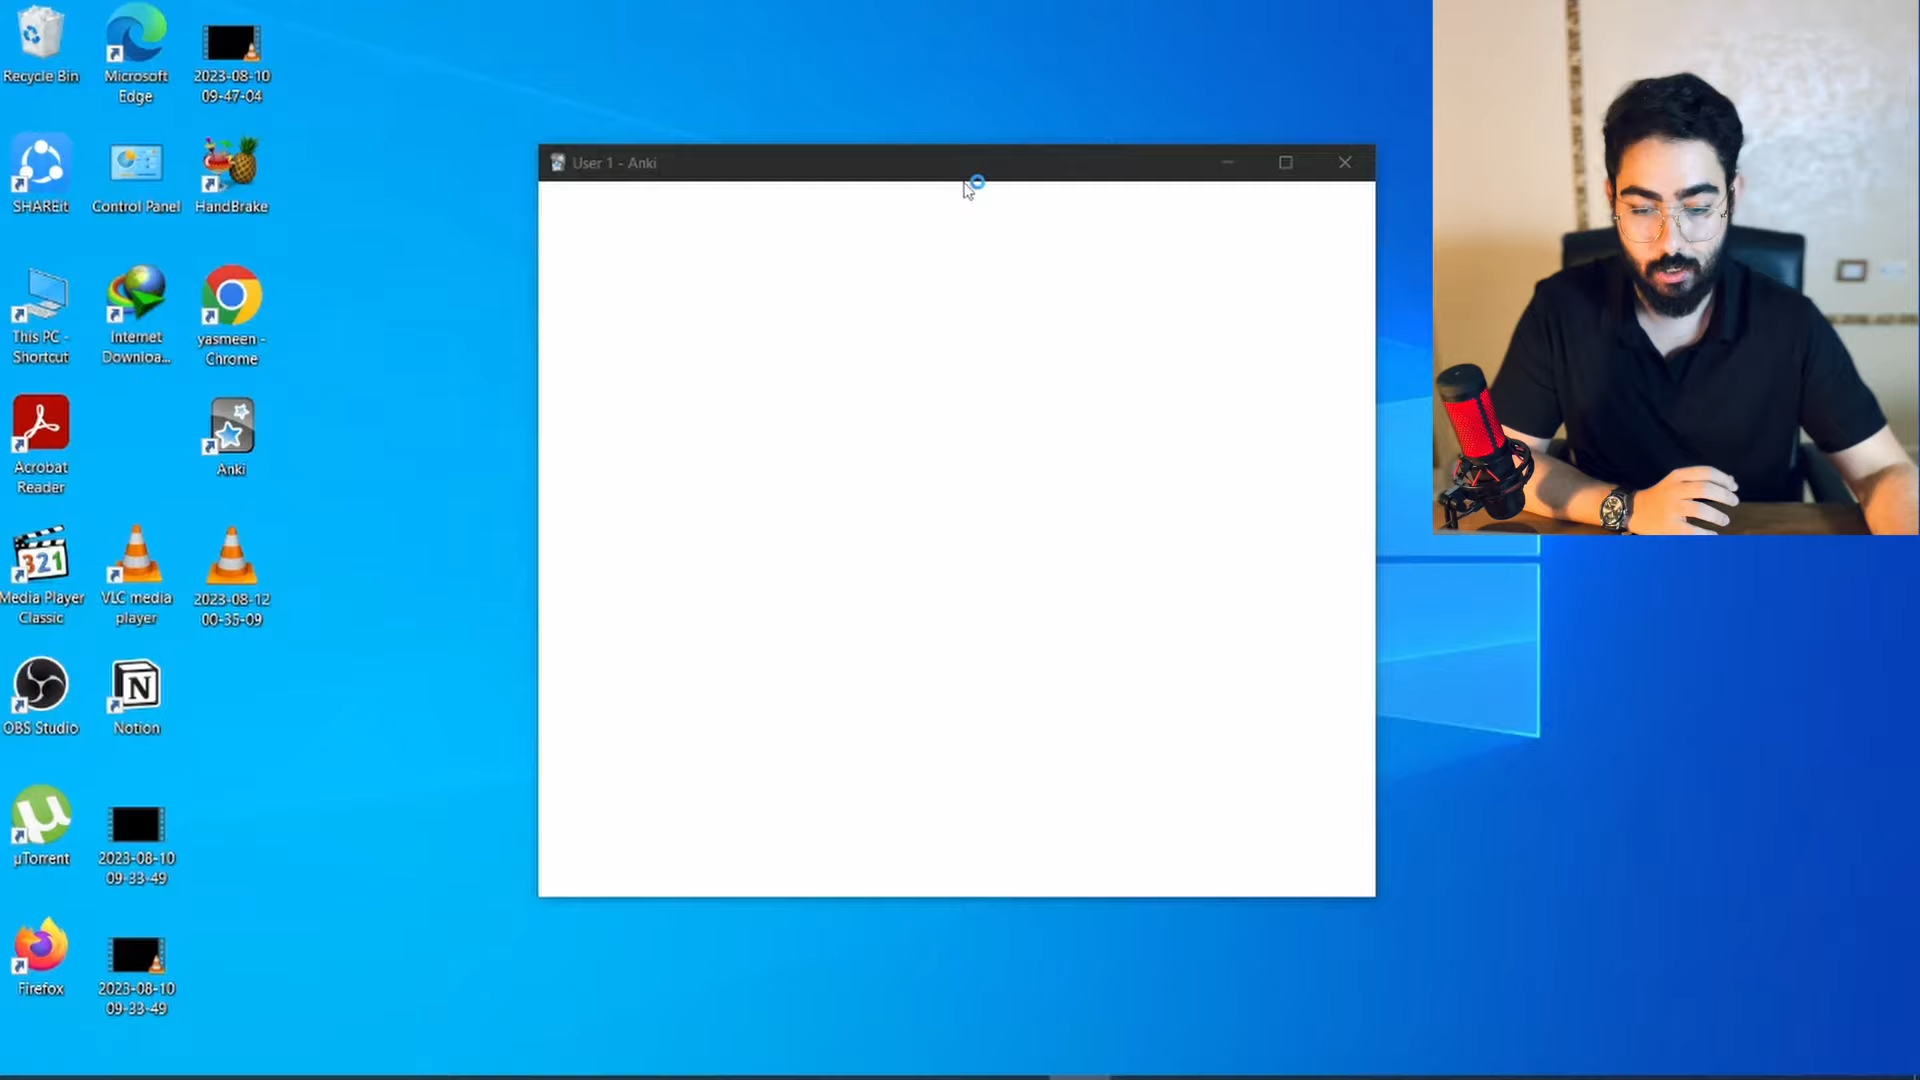 Recycle Bin
Microsoft
Edge
2023-08-10
09-47-04
SHAREit
Control Panel
HandBrake
This PC -
Shortcut
Internet
Downloa...
yasmeen -
Chrome
Acrobat
Reader
Anki
321
Media Player
Classic
VLC media
player
2023-08-12
00-35-09
OBS Studio
N
Notion
µ
µTorrent
2023-08-10
09-33-49
Firefox
2023-08-10
09-33-49
User 1 - Anki